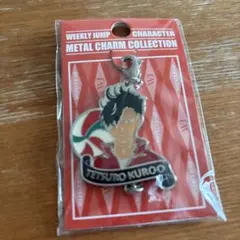 WEEKLY JUMP CHARACTER
METAL CHARM COLLECTION
TETSURO KUROO